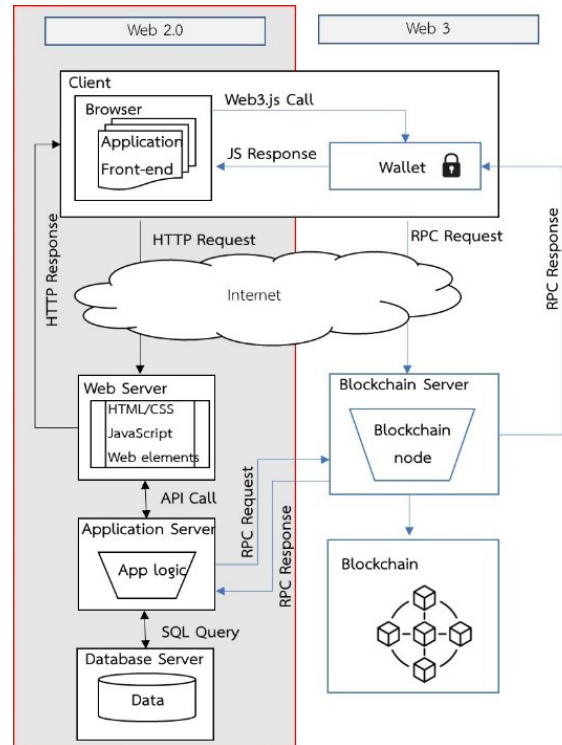 Web 2.0
Web 3
Client
Browser
Application
Front-end
Web3.js Call
JS Response
Wallet
HTTP Response
HTTP Request
RPC Request
RPC Response
Internet
Web Server
HTML/CSS
JavaScript
Web elements
Blockchain Server
Blockchain
node
API Call
RPC Request
RPC Response
Application Server
App logic
Blockchain
SQL Query
Database Server
Data